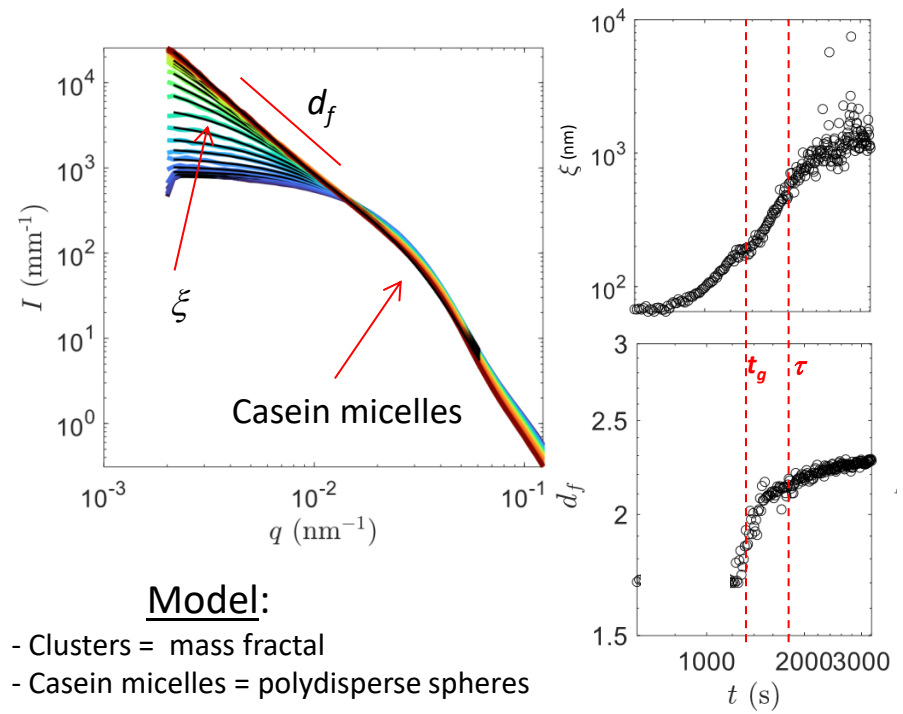 10^4
10^3
10^2
10^1
10^0
I (mm^{-1})
d_f
ξ
Casein micelles
10^{-3}
10^{-2}
10^{-1}
q (nm^{-1})
10^4
10^3
10^2
ξ (nm)
3
2.5
2
1.5
d_f
t_g
τ
1000
2000
3000
t (s)
Model:
- Clusters = mass fractal
- Casein micelles = polydisperse spheres